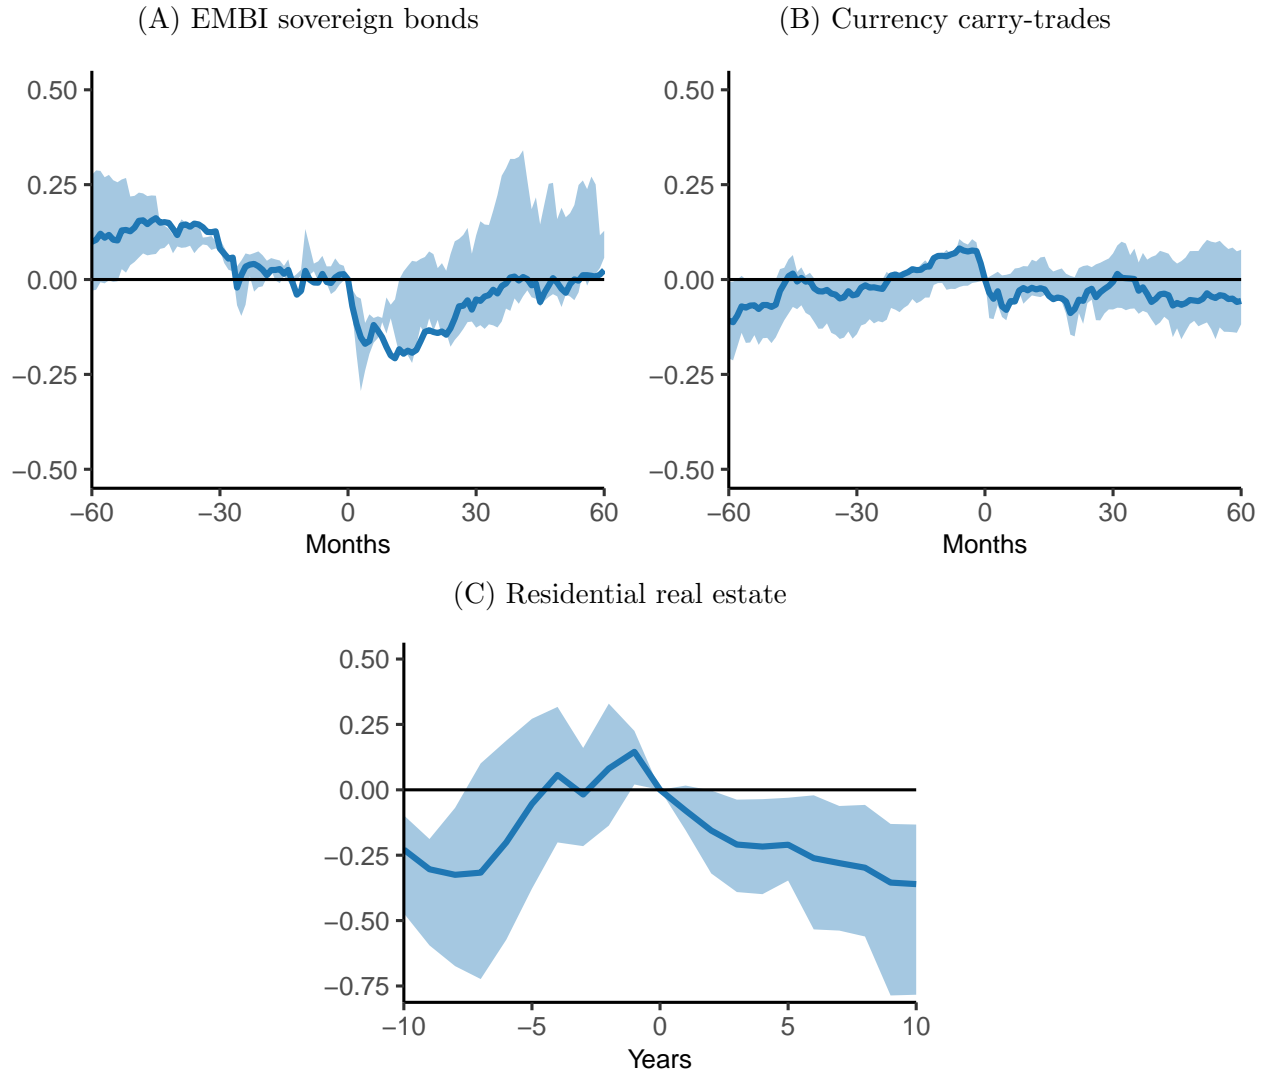 (A) EMBI sovereign bonds
0.50
0.25
0.00
−0.25
−0.50
−60 −30 0 30 60
Months
(B) Currency carry-trades
0.50
0.25
0.00
−0.25
−0.50
−60 −30 0 30 60
Months
(C) Residential real estate
0.50
0.25
0.00
−0.25
−0.50
−0.75
−10 −5 0 5 10
Years